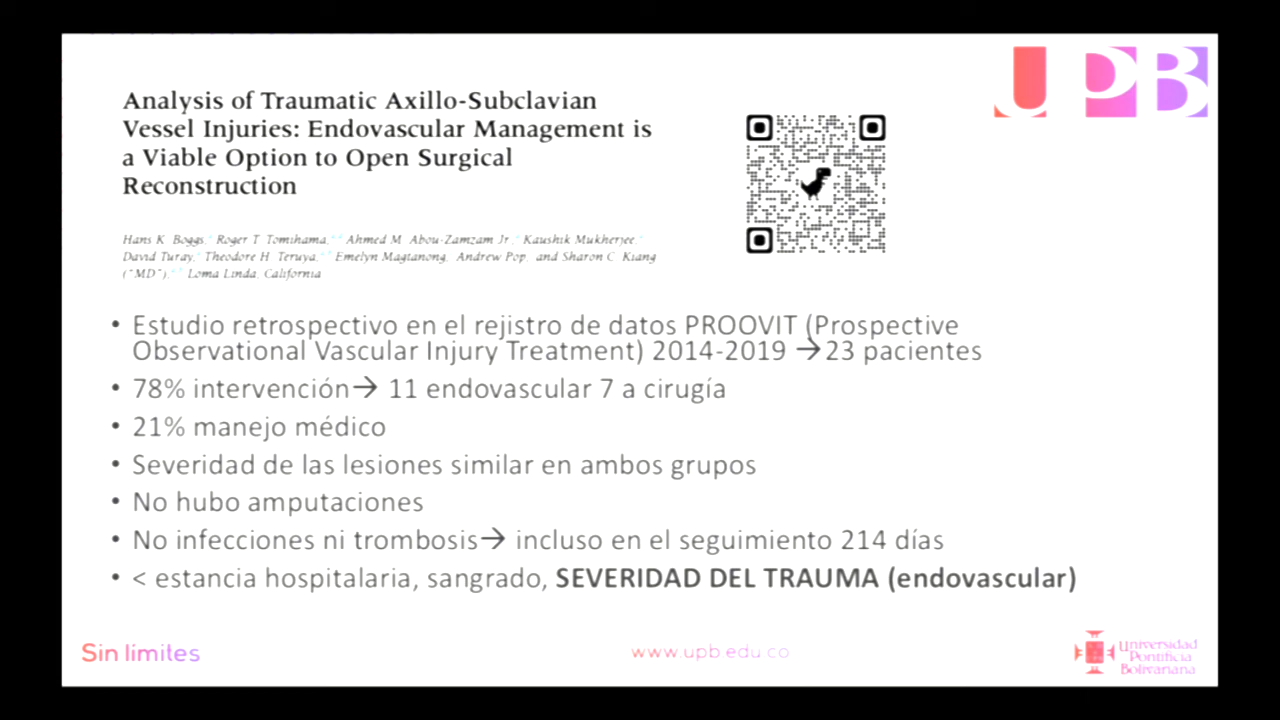 UPB
Analysis of Traumatic Axillo-Subclavian
Vessel Injuries: Endovascular Management is
a Viable Option to Open Surgical
Reconstruction
Hans K. Boggs, Roger T. Tomihama, Ahmed M. Abou-Zamzam Jr., Kaushik Mukherjee,
David Turay, Theodore H. Teruya, Emelyn Magtanong, Andrew Pop, and Sharon C. Kiang
("MD"), Loma Linda, California
• Estudio retrospectivo en el rejistro de datos PROOVIT (Prospective
Observational Vascular Injury Treatment) 2014-2019 →23 pacientes
• 78% intervención→ 11 endovascular 7 a cirugía
• 21% manejo médico
• Severidad de las lesiones similar en ambos grupos
• No hubo amputaciones
• No infecciones ni trombosis→ incluso en el seguimiento 214 días
• < estancia hospitalaria, sangrado, SEVERIDAD DEL TRAUMA (endovascular)
Sin límites
www.upb.edu.co
Universidad
Pontificia
Bolivariana